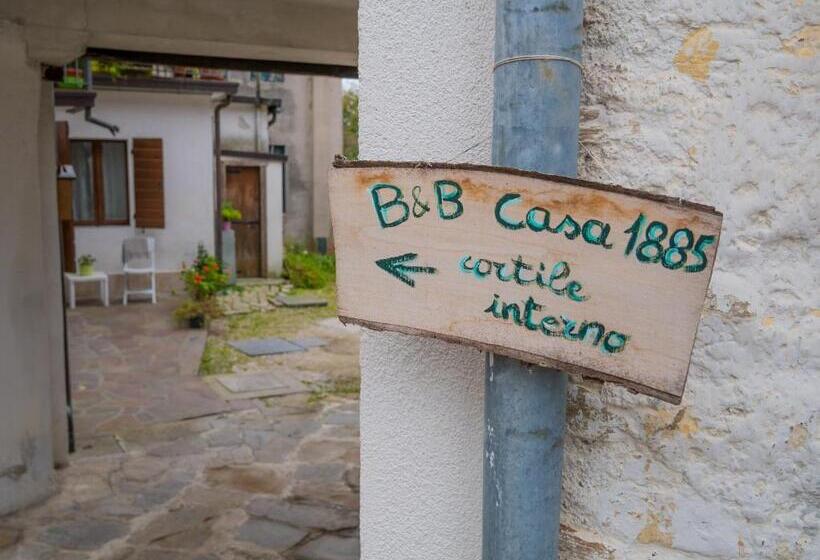 B&B Casa 1885
← cortile
interno